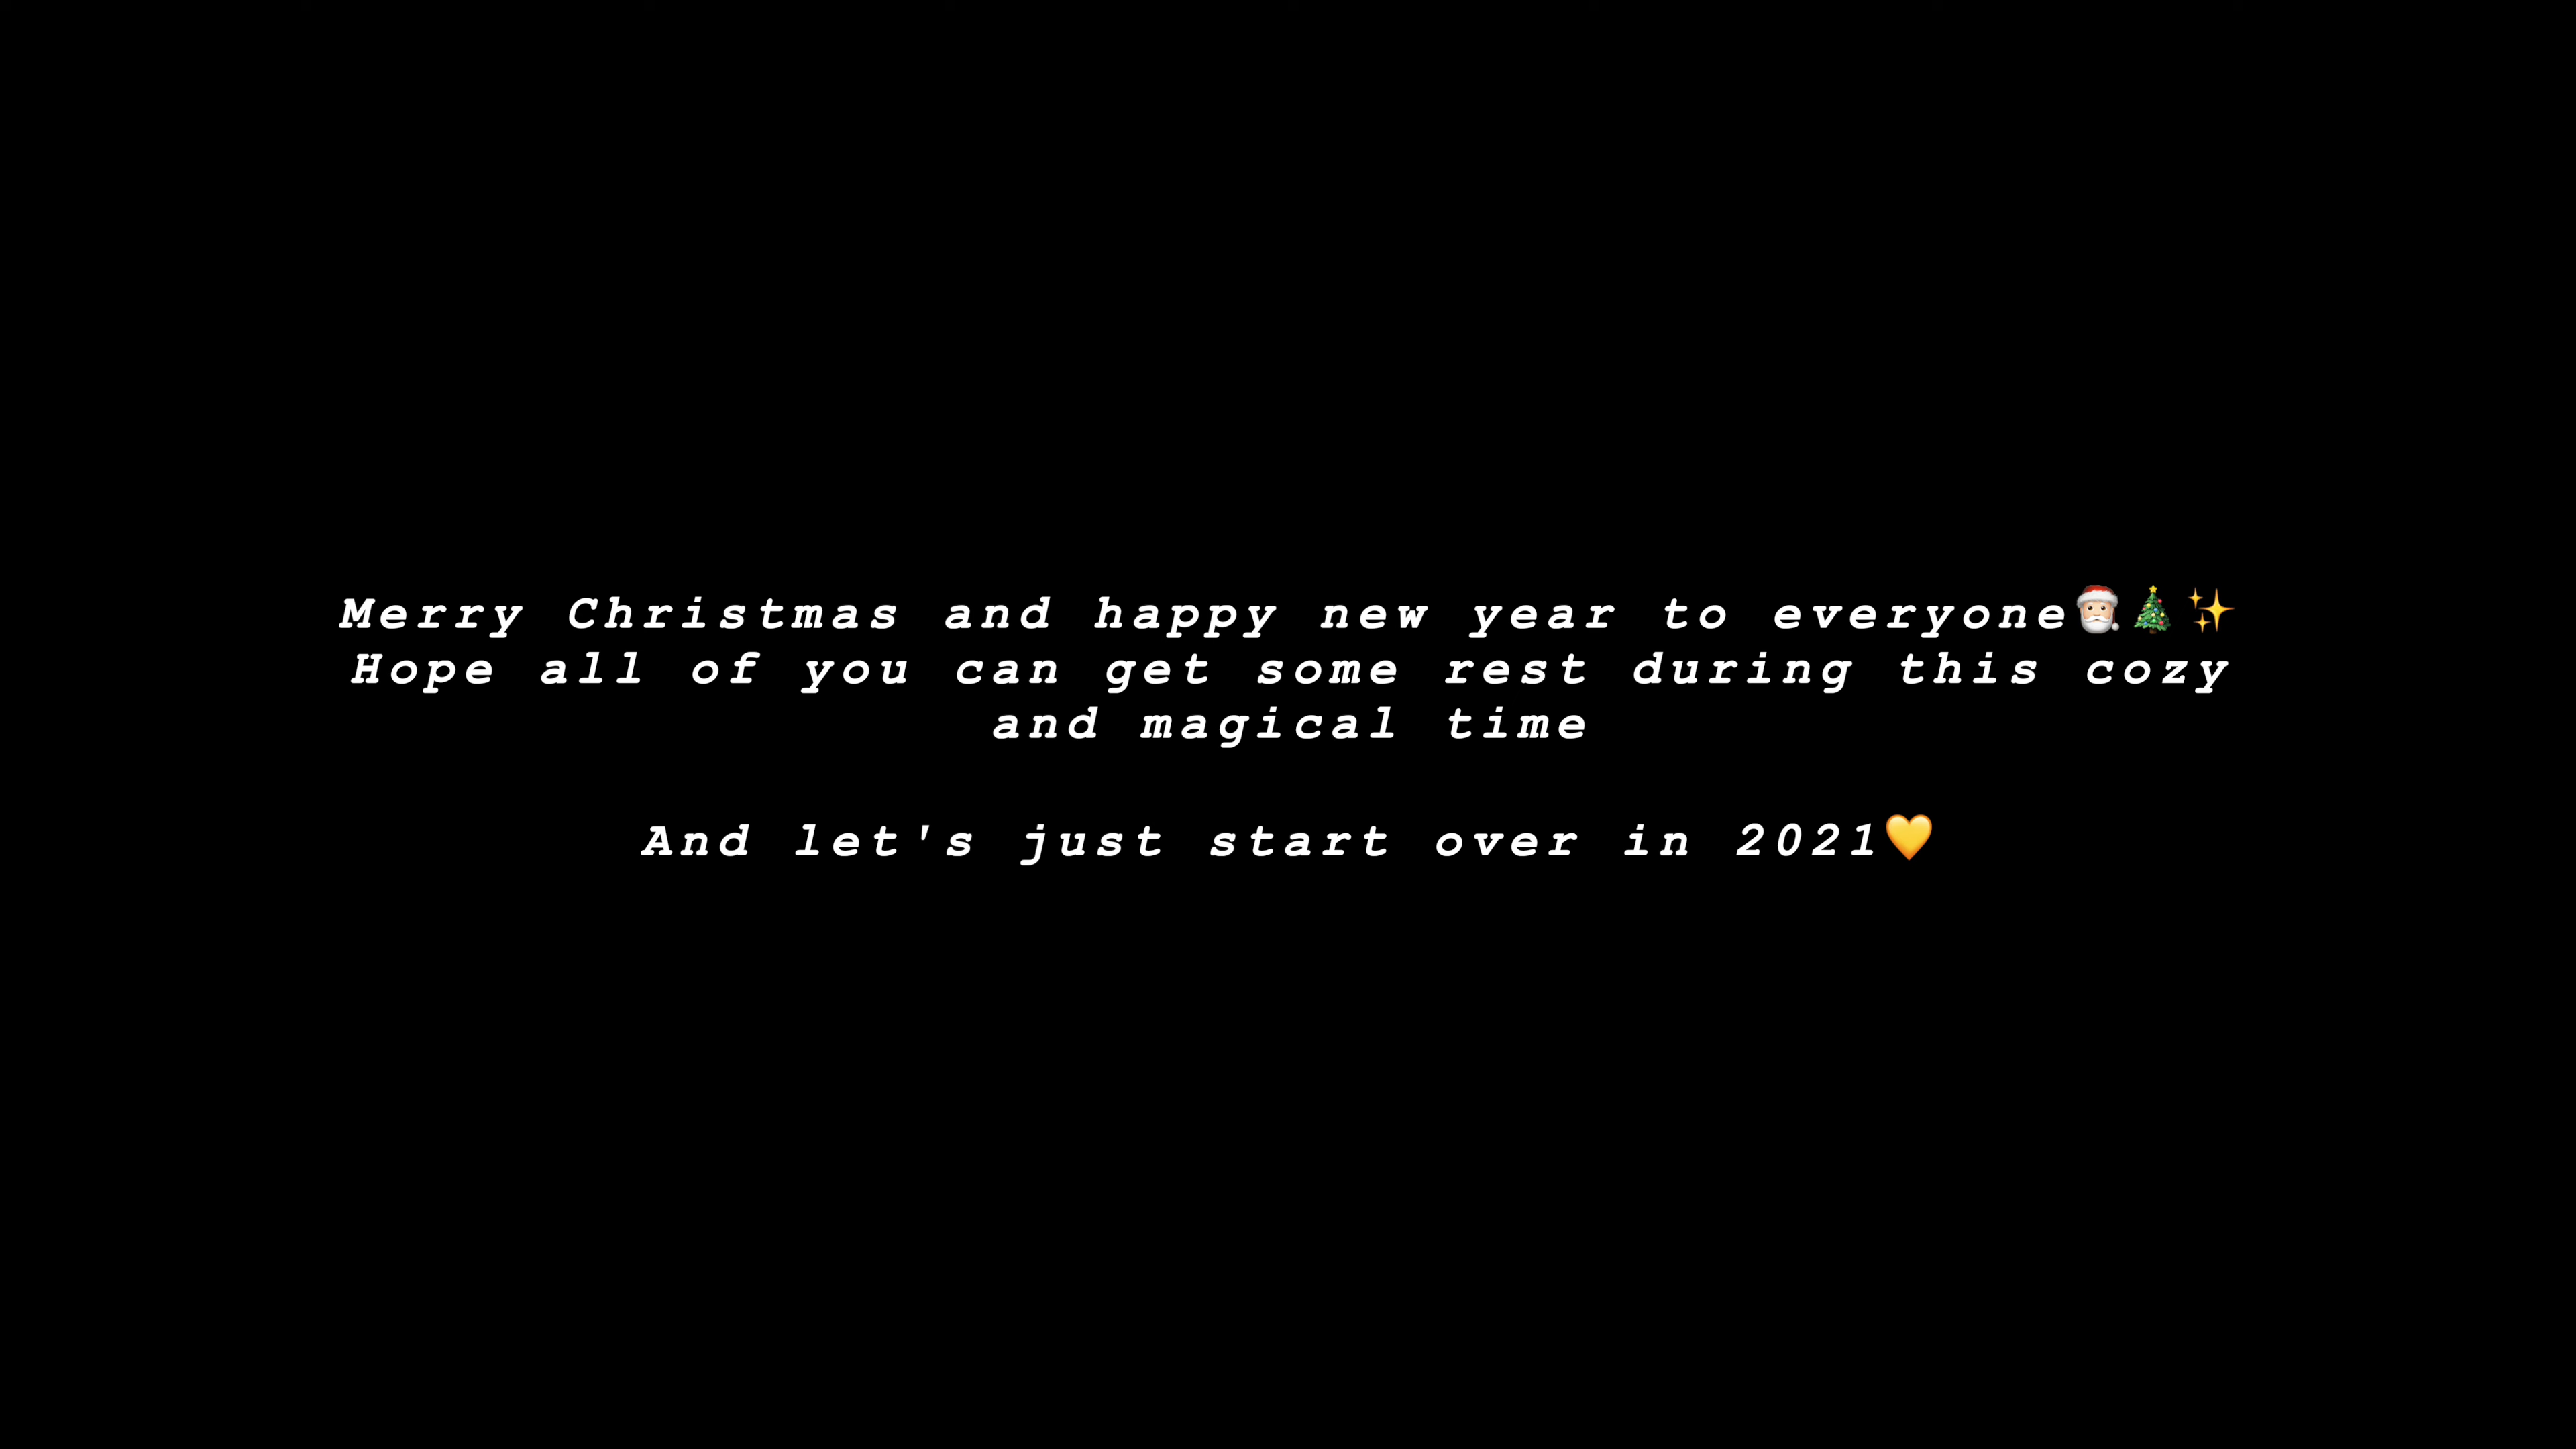 Merry Christmas and happy new year to everyone🎅🏻🎄✨
Hope all of you can get some rest during this cozy
and magical time
And let's just start over in 2021💛